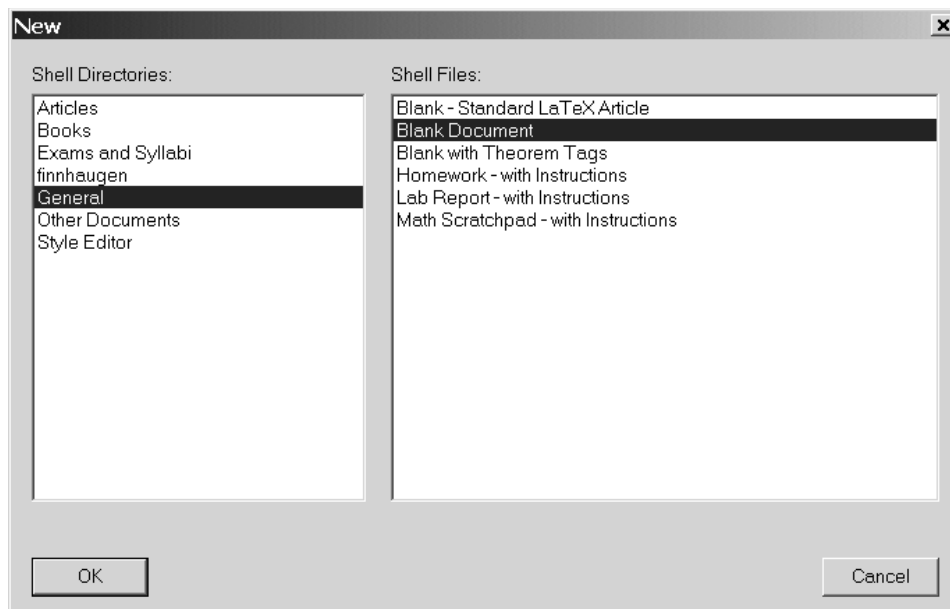 New
Shell Directories:
Articles
Books
Exams and Syllabi
finnhaugen
General
Other Documents
Style Editor
Shell Files:
Blank - Standard LaTeX Article
Blank Document
Blank with Theorem Tags
Homework - with Instructions
Lab Report - with Instructions
Math Scratchpad - with Instructions
OK
Cancel